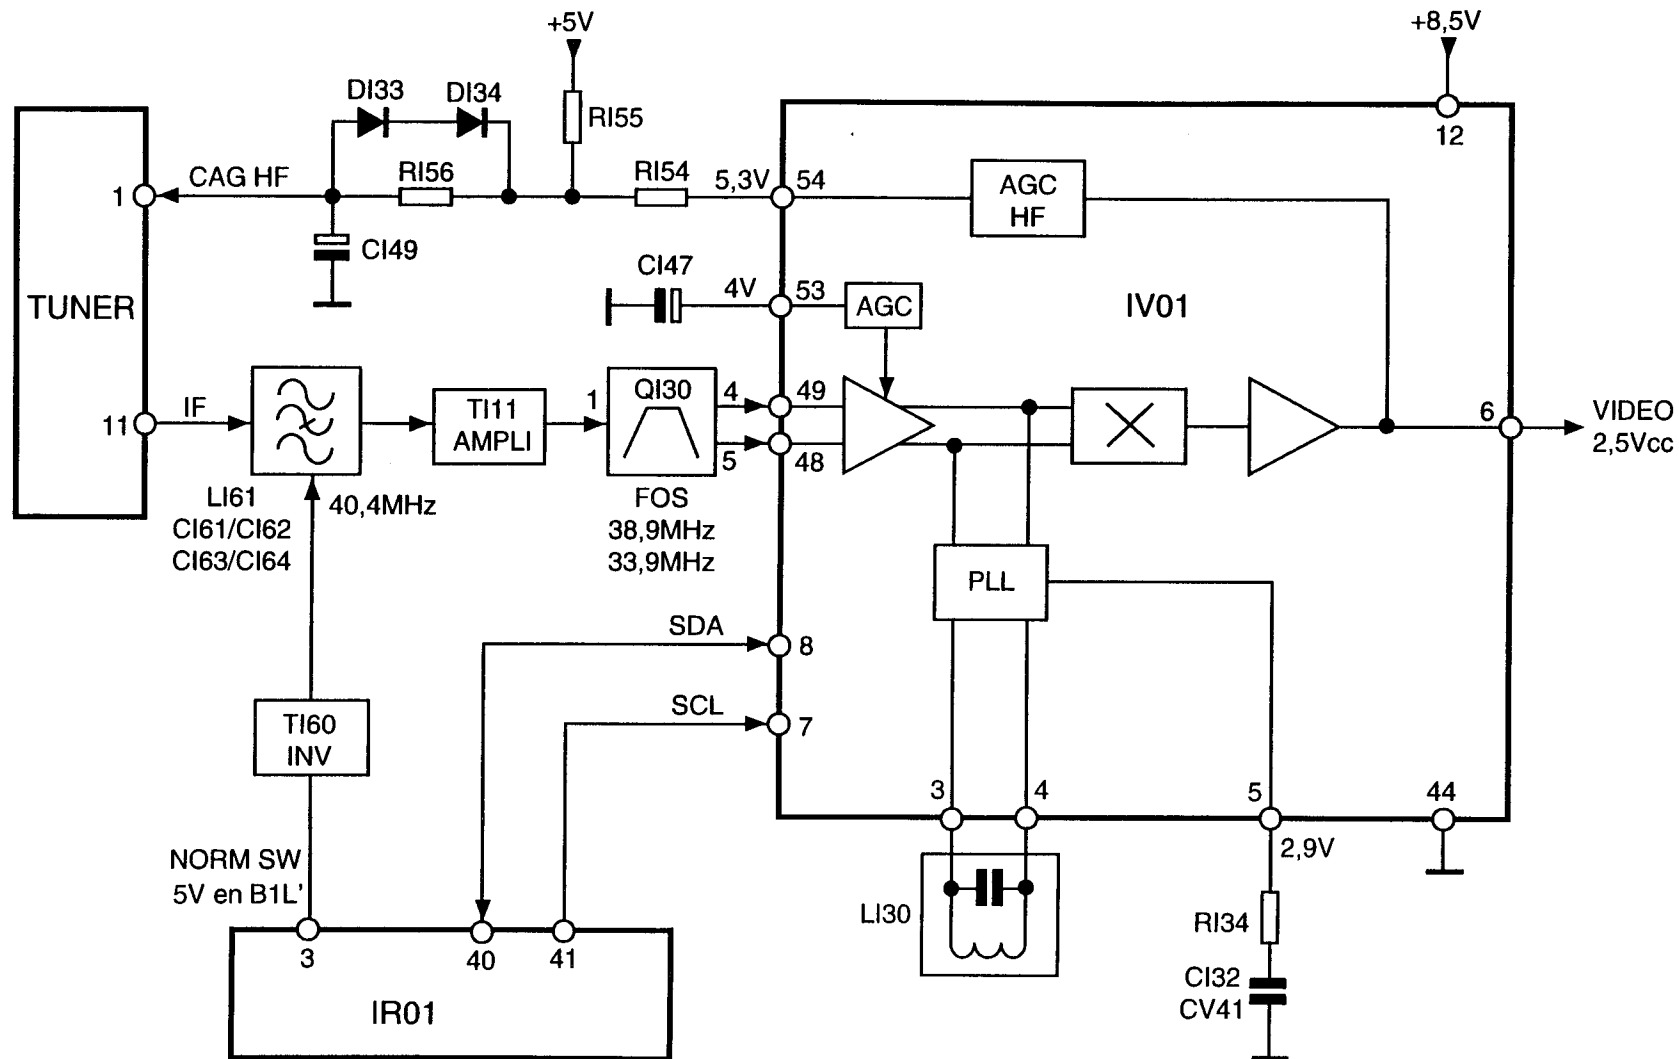 +5V
+8,5V
DI33
DI34
RI55
12
CAG HF
RI56
RI54
5,3V
54
AGC
HF
1
CI49
CI47
4V
53
AGC
IV01
TUNER
11
IF
TI11
AMPLI
1
QI30
4
5
49
48
6
VIDEO
2,5Vcc
LI61
CI61/CI62
CI63/CI64
40,4MHz
FOS
38,9MHz
33,9MHz
PLL
SDA
8
SCL
7
TI60
INV
3
4
5
44
2,9V
NORM SW
5V en B1L'
LI30
RI34
CI32
CV41
3
40
41
IR01